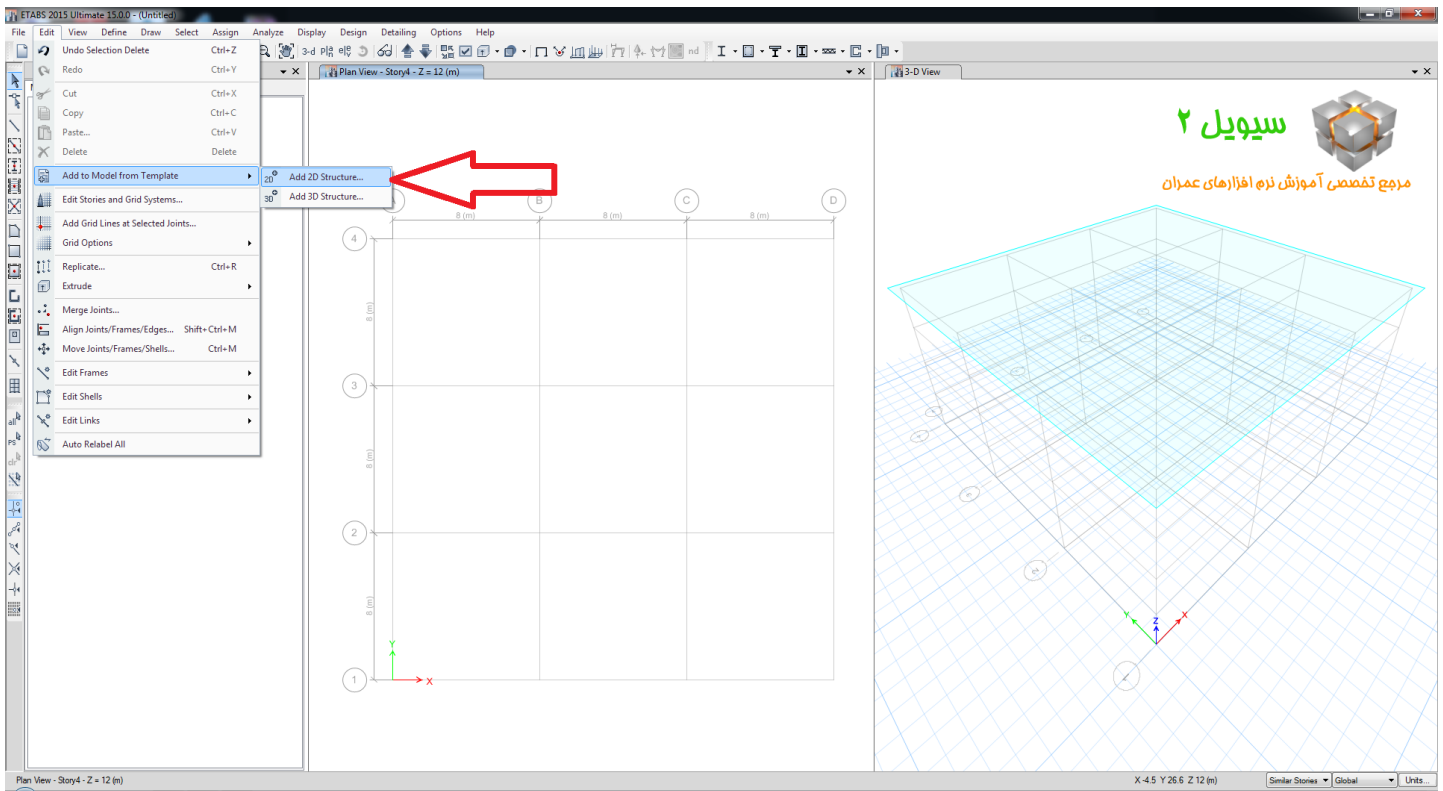 ETABS 2015 Ultimate 15.0.0 - (Untitled)
File Edit View Define Draw Select Assign Analyze Display Design Detailing Options Help
3-d nd
Undo Selection Delete Ctrl+Z
Redo Ctrl+Y
Cut Ctrl+X
Copy Ctrl+C
Paste... Ctrl+V
Delete Delete
Add to Model from Template
Add 2D Structure...
Add 3D Structure...
Edit Stories and Grid Systems...
Add Grid Lines at Selected Joints...
Grid Options
Replicate... Ctrl+R
Extrude
Merge Joints...
Align Joints/Frames/Edges... Shift+Ctrl+M
Move Joints/Frames/Shells... Ctrl+M
Edit Frames
Edit Shells
Edit Links
Auto Relabel All
all
ps
clr
Plan View - Story4 - Z = 12 (m)
B C D
8 (m) 8 (m) 8 (m)
4
8 (m)
3
8 (m)
2
8 (m)
1
Y
X
3-D View
سیویل ۲
مرجع تخصصی آموزش نرم افزارهای عمران
Y Z X
Plan View - Story4 - Z = 12 (m)
X -4.5 Y 26.6 Z 12 (m)
Similar Stories
Global
Units...